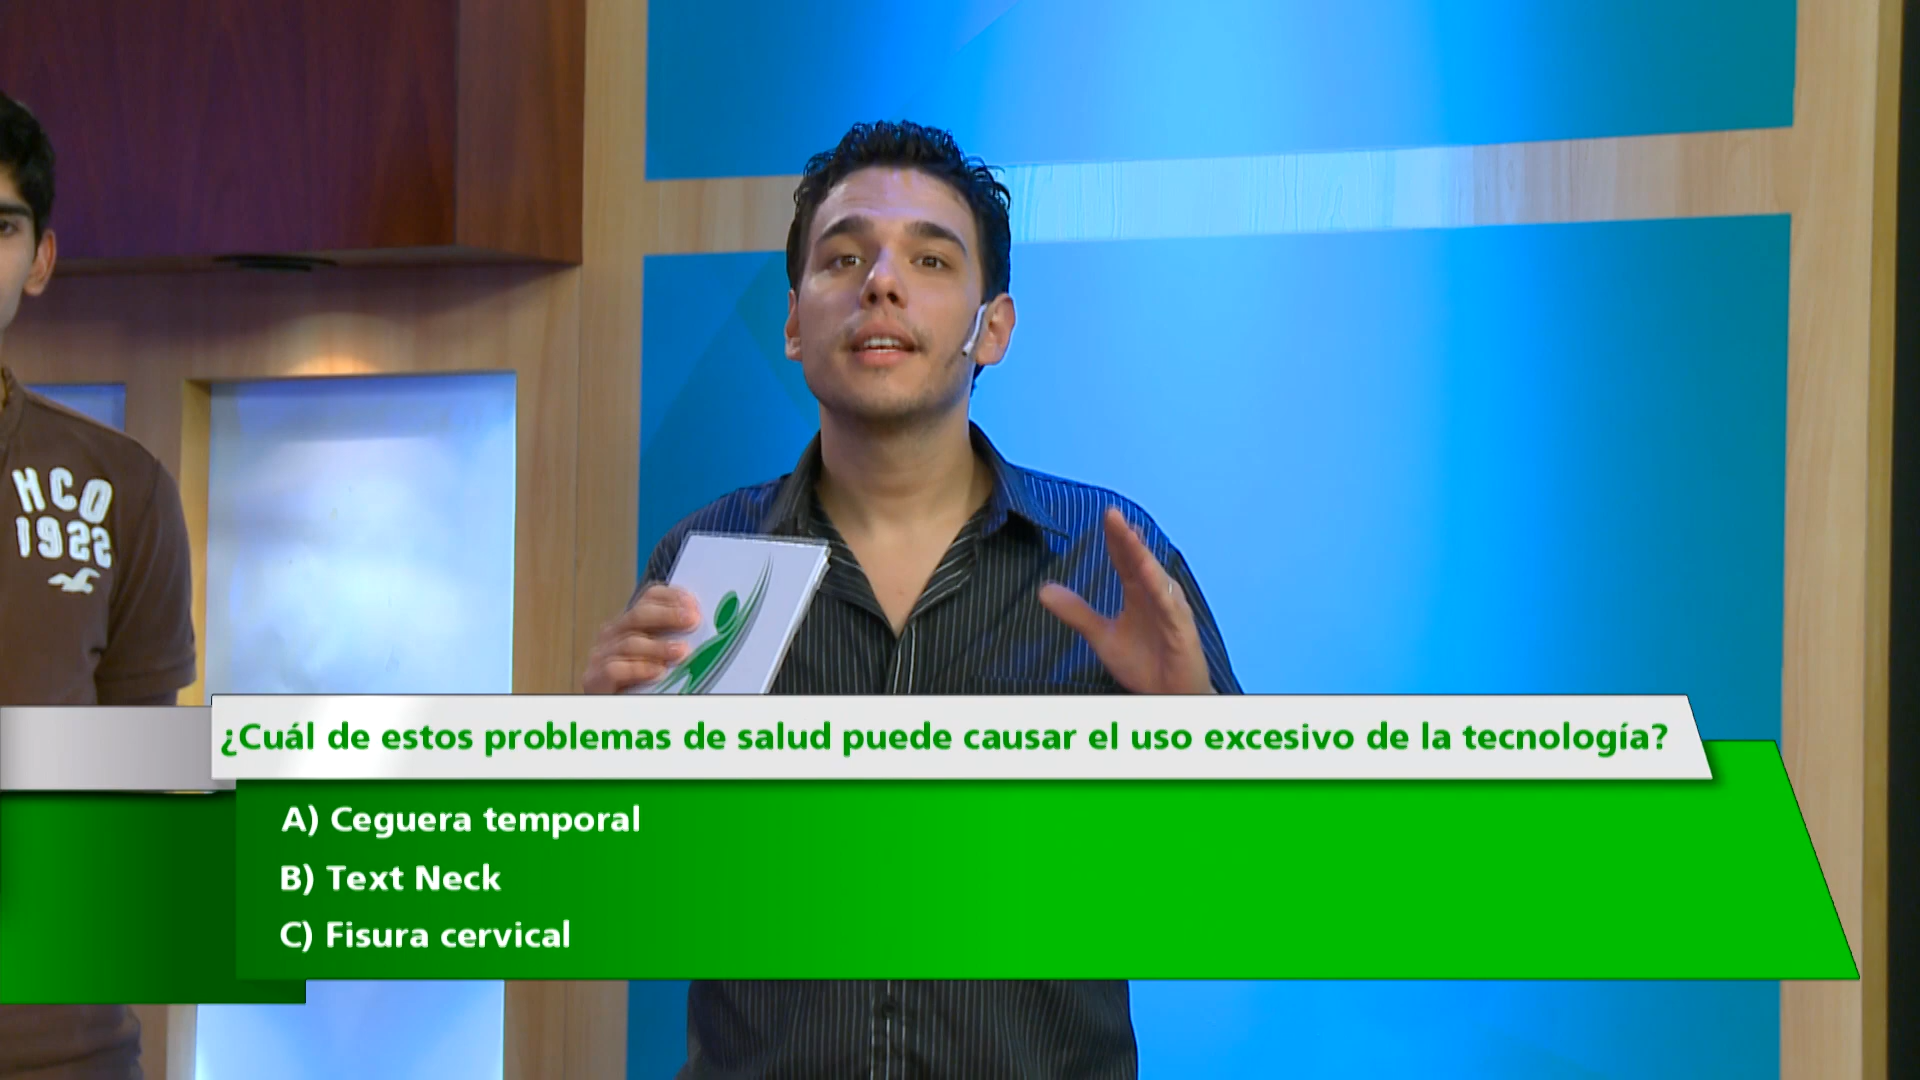 HCO
1922
¿Cuál de estos problemas de salud puede causar el uso excesivo de la tecnología?
A) Ceguera temporal
B) Text Neck
C) Fisura cervical